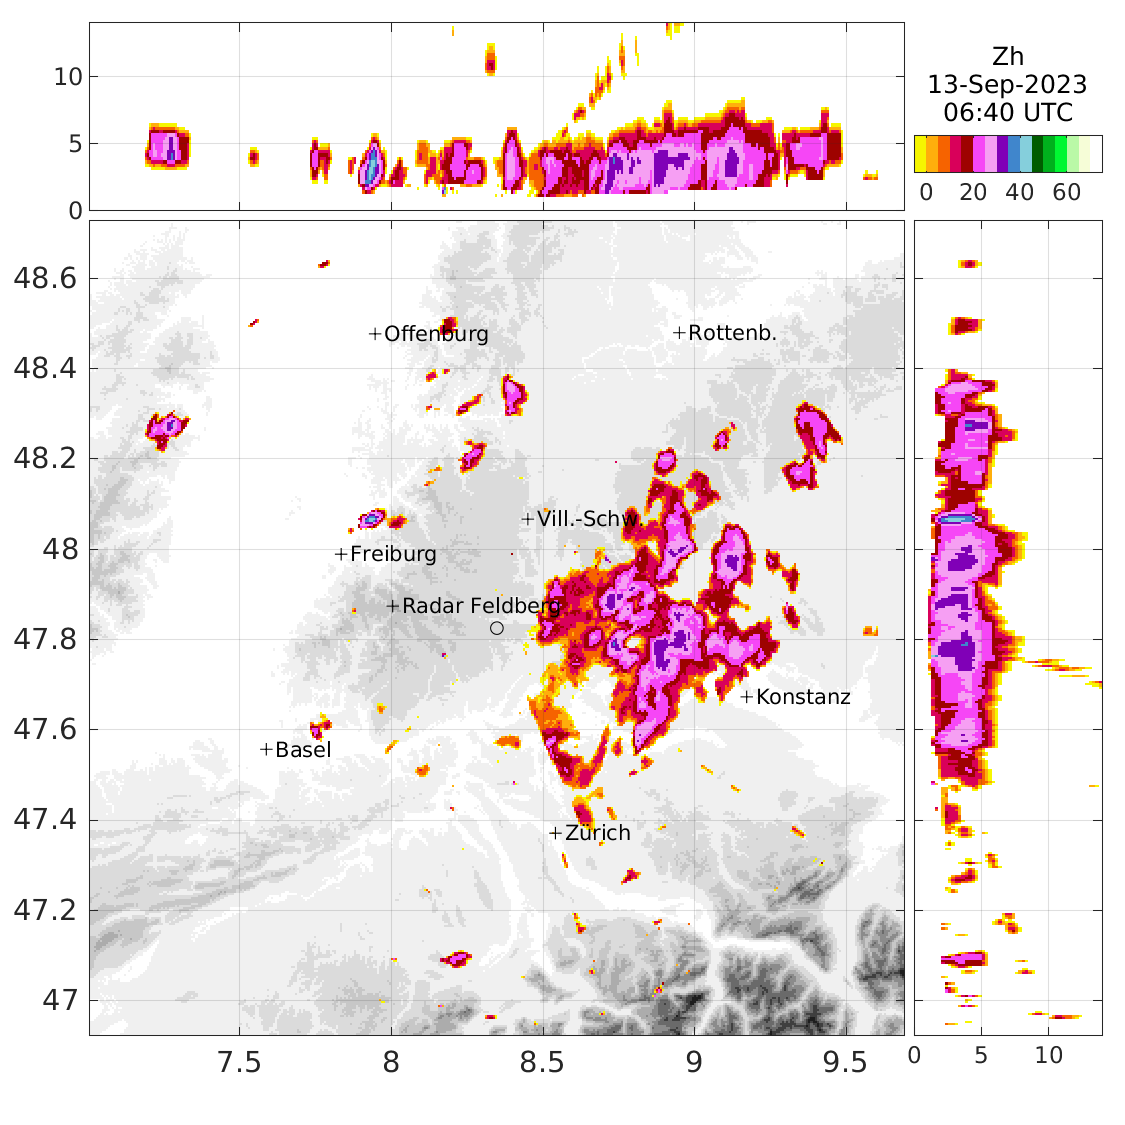 10
5
0
Zh
13-Sep-2023
06:40 UTC
0 20 40 60
48.6
48.4
48.2
48
47.8
47.6
47.4
47.2
47
+Offenburg
+Rottenb.
+Vill.-Schw.
+Freiburg
+Radar Feldberg
+Konstanz
+Basel
+Zürich
7.5 8 8.5 9 9.5
0 5 10